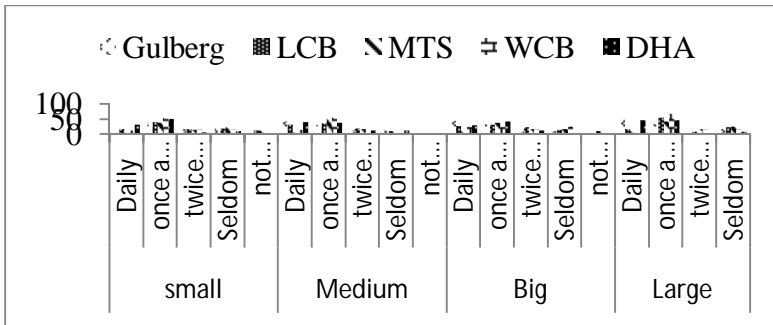 Gulberg LCB MTS WCB DHA
100
50
0
Daily
once a...
twice...
Seldom
not...
Daily
once a...
twice...
Seldom
not...
Daily
once a...
twice...
Seldom
not...
Daily
once a...
twice...
Seldom
small Medium Big Large